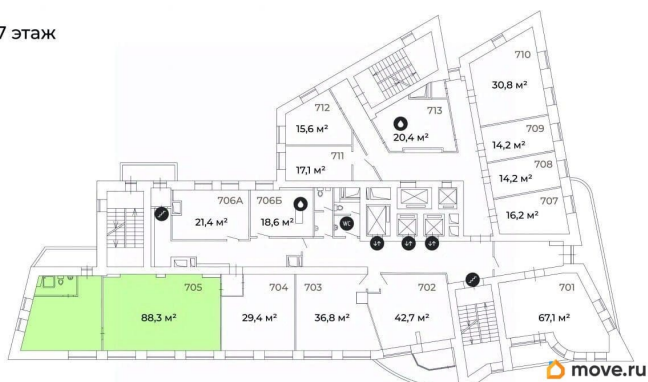 7 этаж
710
30,8 м²
712
15,6 м²
713
20,4 м²
709
14,2 м²
711
17,1 м²
708
14,2 м²
706А
21,4 м²
706Б
18,6 м²
707
16,2 м²
WC
705
88,3 м²
704
29,4 м²
703
36,8 м²
702
42,7 м²
701
67,1 м²
move.ru